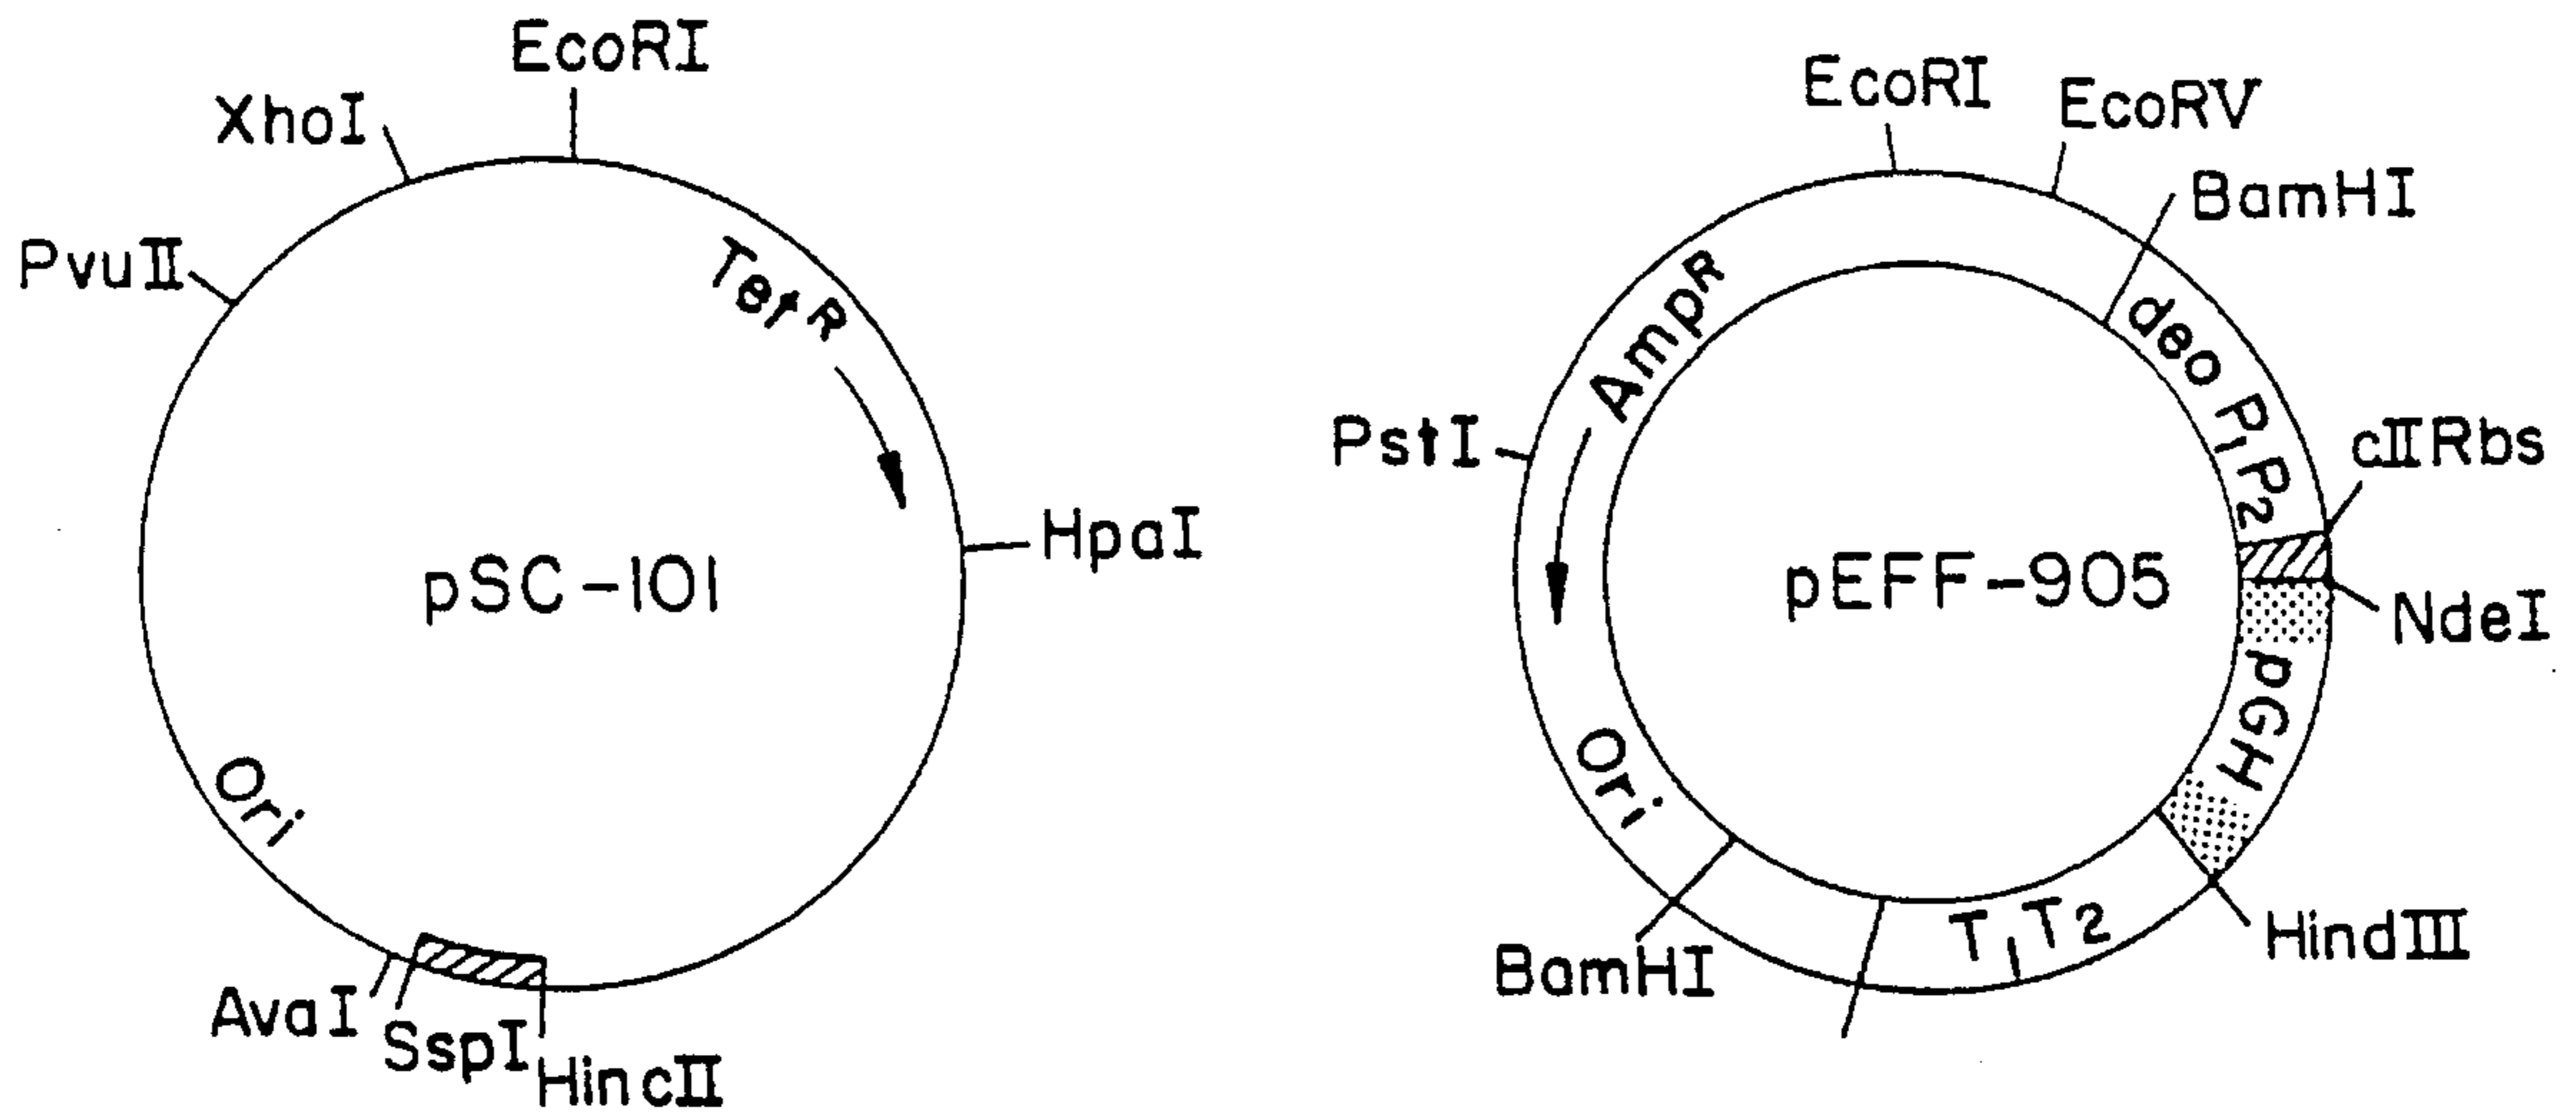 EcoRI
XhoI
PvuII
Tet R
HpaI
pSC-101
Ori
AvaI
SspI
HincII
EcoRI
EcoRV
BamHI
AmpR
deo P1P2
PstI
cIIRbs
pEFF-905
NdeI
pGH
Ori
T1T2
HindIII
BamHI